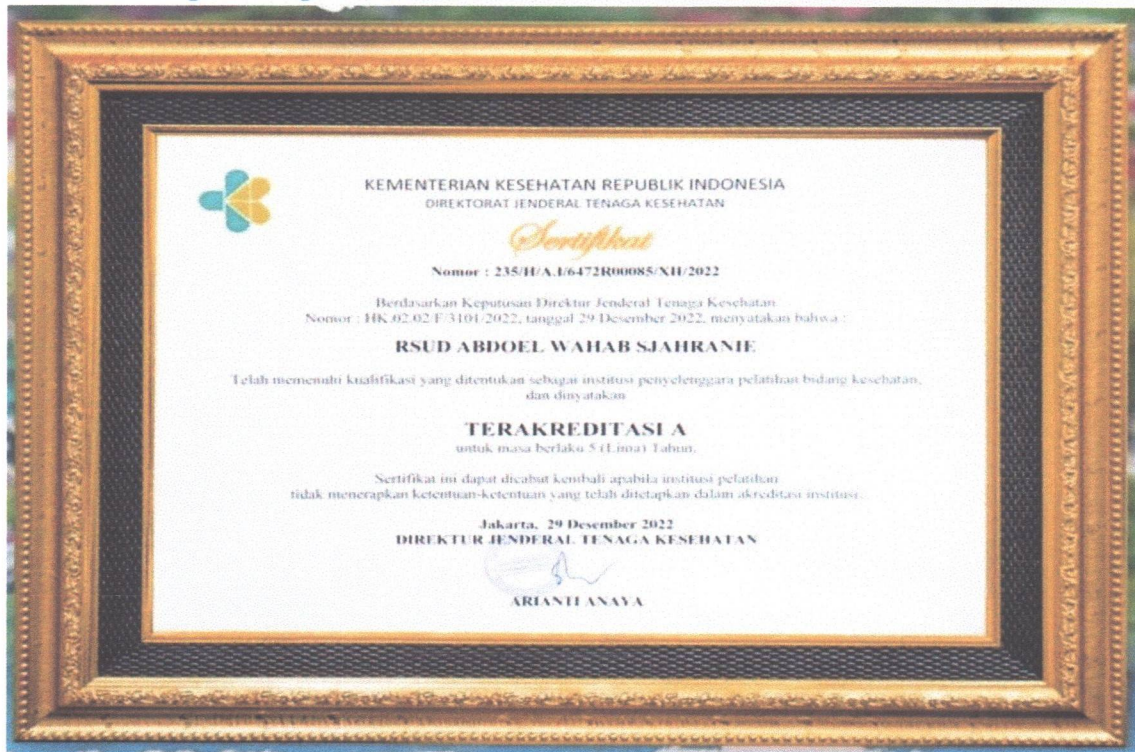 KEMENTERIAN KESEHATAN REPUBLIK INDONESIA
DIREKTORAT JENDERAL TENAGA KESEHATAN
Sertifikat
Nomor : 235/H/A.I/6472R00085/XII/2022
Berdasarkan Keputusan Direktur Jenderal Tenaga Kesehatan
Nomor : HK.02.02/F/3101/2022, tanggal 29 Desember 2022, menyatakan bahwa :
RSUD ABDOEL WAHAB SJAHRANIE
Telah memenuhi kualifikasi yang ditentukan sebagai institusi penyelenggara pelatihan bidang kesehatan,
dan dinyatakan
TERAKREDITASI A
untuk masa berlaku 5 (Lima) Tahun.
Sertifikat ini dapat dicabut kembali apabila institusi pelatihan
tidak menerapkan ketentuan-ketentuan yang telah ditetapkan dalam akreditasi institusi.
Jakarta, 29 Desember 2022
DIREKTUR JENDERAL TENAGA KESEHATAN
ARIANTI ANAYA